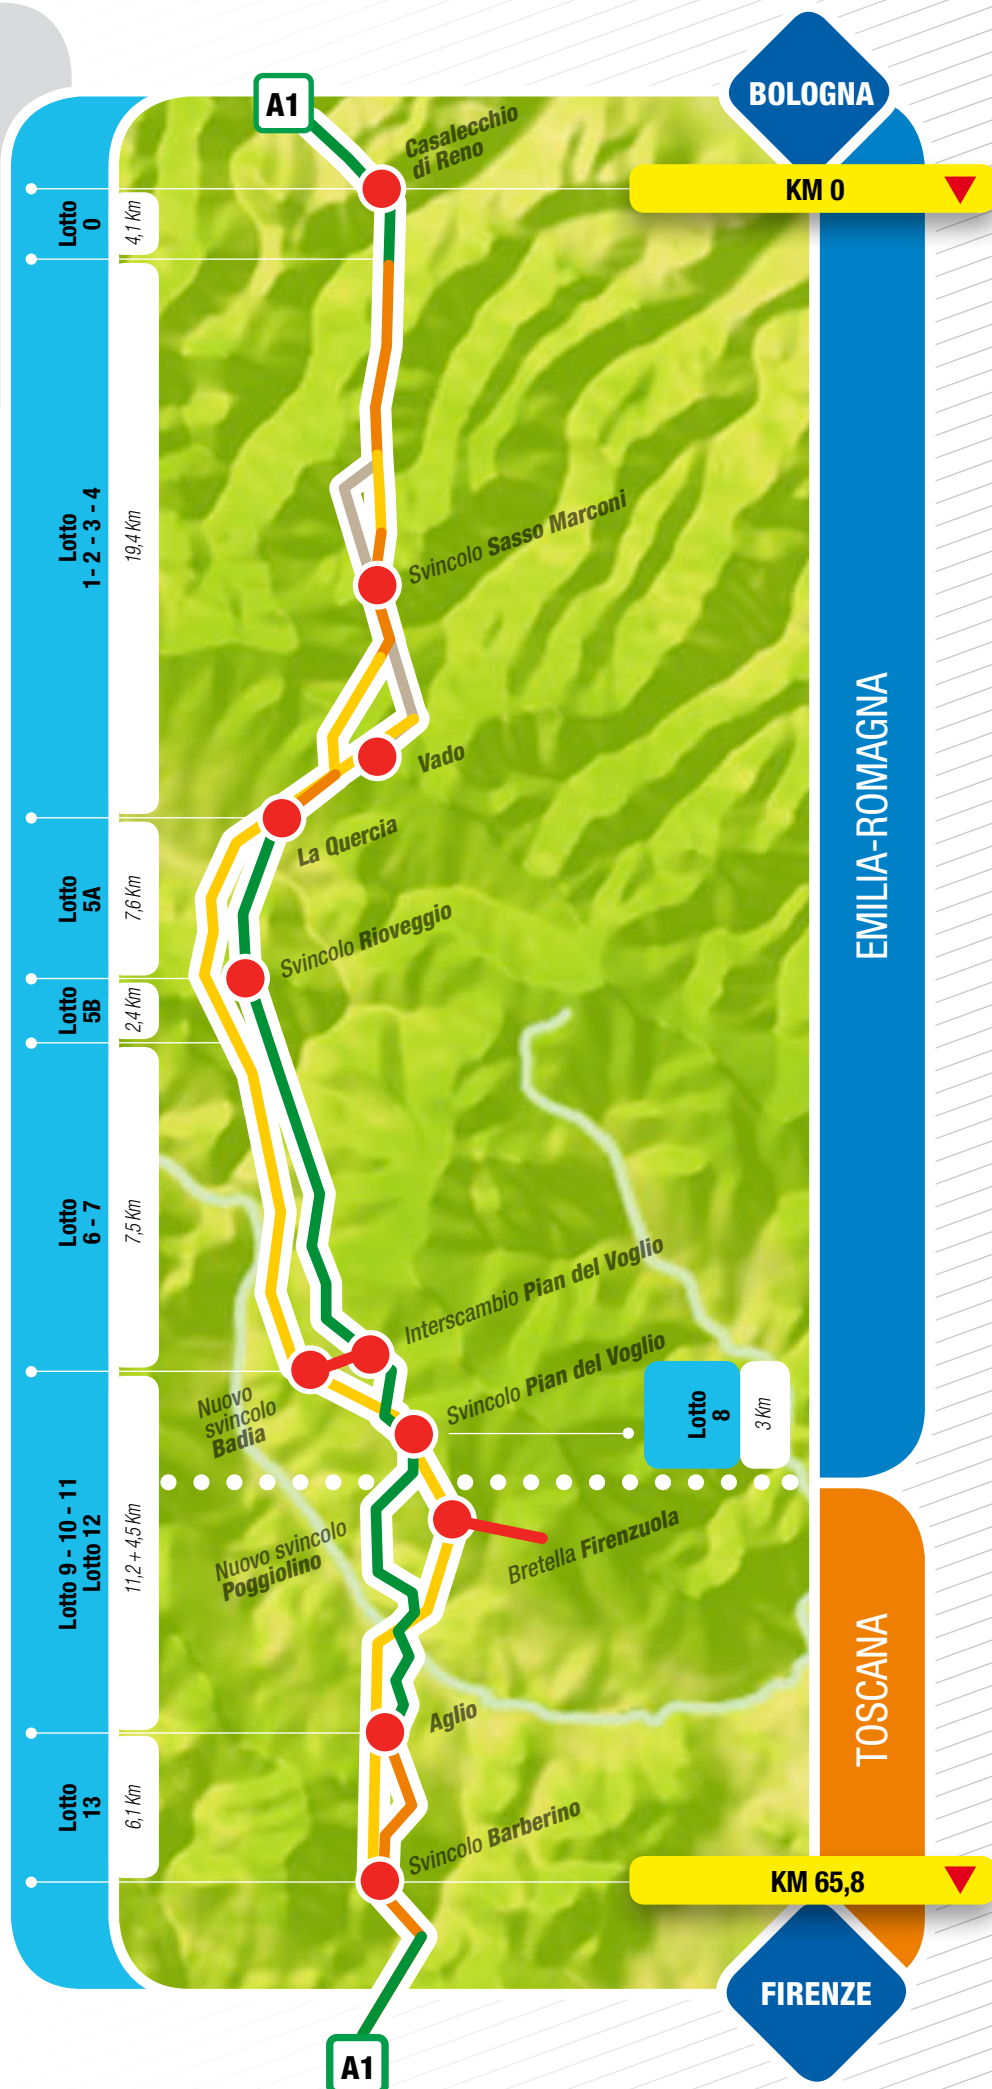 A1
BOLOGNA
Casalecchio
di Reno
KM 0
Lotto
0
4,1 Km
Lotto
1- 2 - 3 - 4
19,4 Km
Svincolo Sasso Marconi
Vado
La Quercia
Lotto
5A
7,6 Km
Svincolo Rioveggio
Lotto
5B
2,4 Km
EMILIA-ROMAGNA
Lotto
6 - 7
7,5 Km
Interscambio Pian del Voglio
Svincolo Pian del Voglio
Nuovo
svincolo
Badia
Lotto
8
3 Km
Lotto 9 - 10 - 11
Lotto 12
11,2 + 4,5 Km
Nuovo svincolo
Poggiolino
Bretella Firenzuola
TOSCANA
Aglio
Lotto
13
6,1 Km
Svincolo Barberino
KM 65,8
FIRENZE
A1